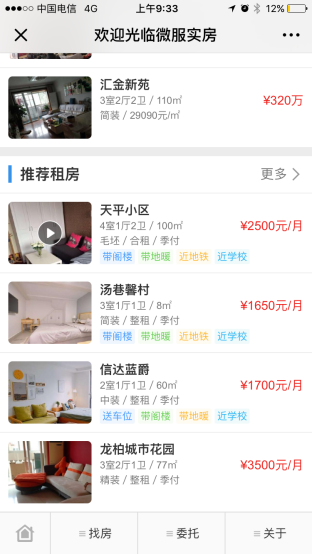 中国电信 4G 上午9:33 12%
欢迎光临微服实房
汇金新苑
3室2厅2卫 / 110㎡
¥320万
简装 / 29090元/㎡
推荐租房 更多
天平小区
4室1厅2卫 / 100㎡
¥2500元/月
毛坯 / 合租 / 季付
带阁楼 带地暖 近地铁 近学校
汤巷馨村
3室1厅1卫 / 8㎡
¥1650元/月
简装 / 整租 / 季付
带阁楼 带地暖 近地铁 近学校
信达蓝爵
2室1厅1卫 / 60㎡
¥1700元/月
中装 / 整租 / 季付
送车位 带阁楼 带地暖 近学校
龙柏城市花园
3室2厅1卫 / 77㎡
¥3500元/月
精装 / 整租 / 季付
找房 委托 关于